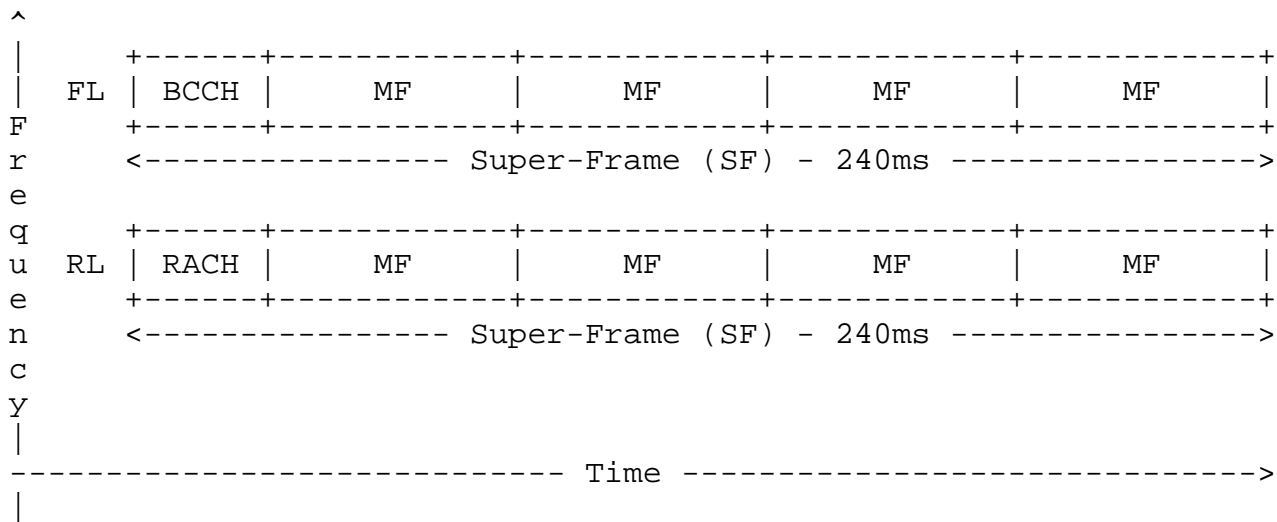 ^
|     +------+------------+------------+------------+------------+
|  FL | BCCH |     MF     |     MF     |     MF     |     MF     |
F     +------+------------+------------+------------+------------+
r     <---------------- Super-Frame (SF) - 240ms ---------------->
e
q     +------+------------+------------+------------+------------+
u  RL | RACH |     MF     |     MF     |     MF     |     MF     |
e     +------+------------+------------+------------+------------+
n     <---------------- Super-Frame (SF) - 240ms ---------------->
c
y
|
----------------------------- Time ------------------------------>
|